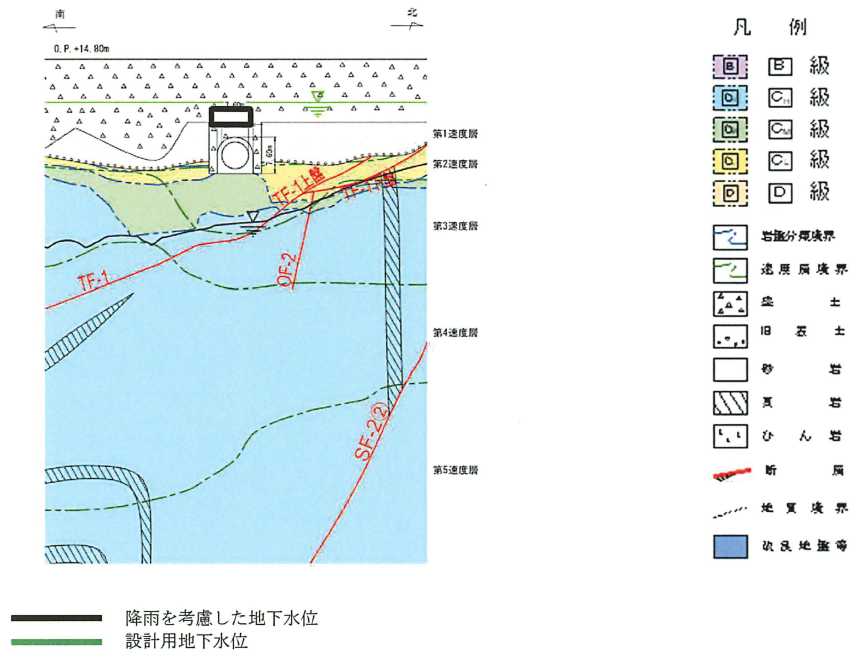 南
北
O.P. +14.80m
7.60m
第1速度層
第2速度層
TF-1上盤
第3速度層
OF-2
TF-1
第4速度層
SF-2②
第5速度層
凡 例
B B 級
CH 級
CM 級
CL 級
D D 級
岩盤分類境界
速度層境界
盛 土
旧 表 土
砂 岩
頁 岩
ひ ん 岩
断 層
地 質 境 界
改 良 地 盤 等
降雨を考慮した地下水位
設計用地下水位